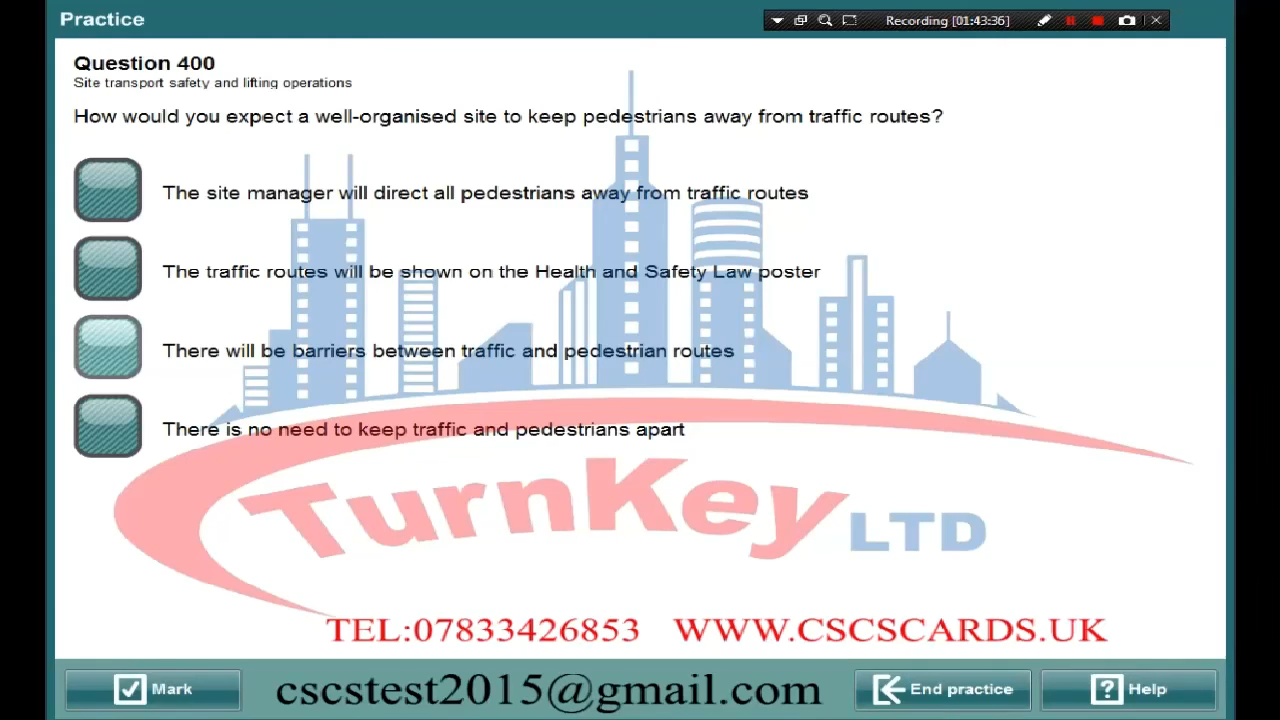 Practice
Recording [01:43:36]
Question 400
Site transport safety and lifting operations
How would you expect a well-organised site to keep pedestrians away from traffic routes?
The site manager will direct all pedestrians away from traffic routes
The traffic routes will be shown on the Health and Safety Law poster
There will be barriers between traffic and pedestrian routes
There is no need to keep traffic and pedestrians apart
TurnKey LTD
TEL:07833426853 WWW.CSCSCARDS.UK
Mark
cscstest2015@gmail.com
End practice
Help